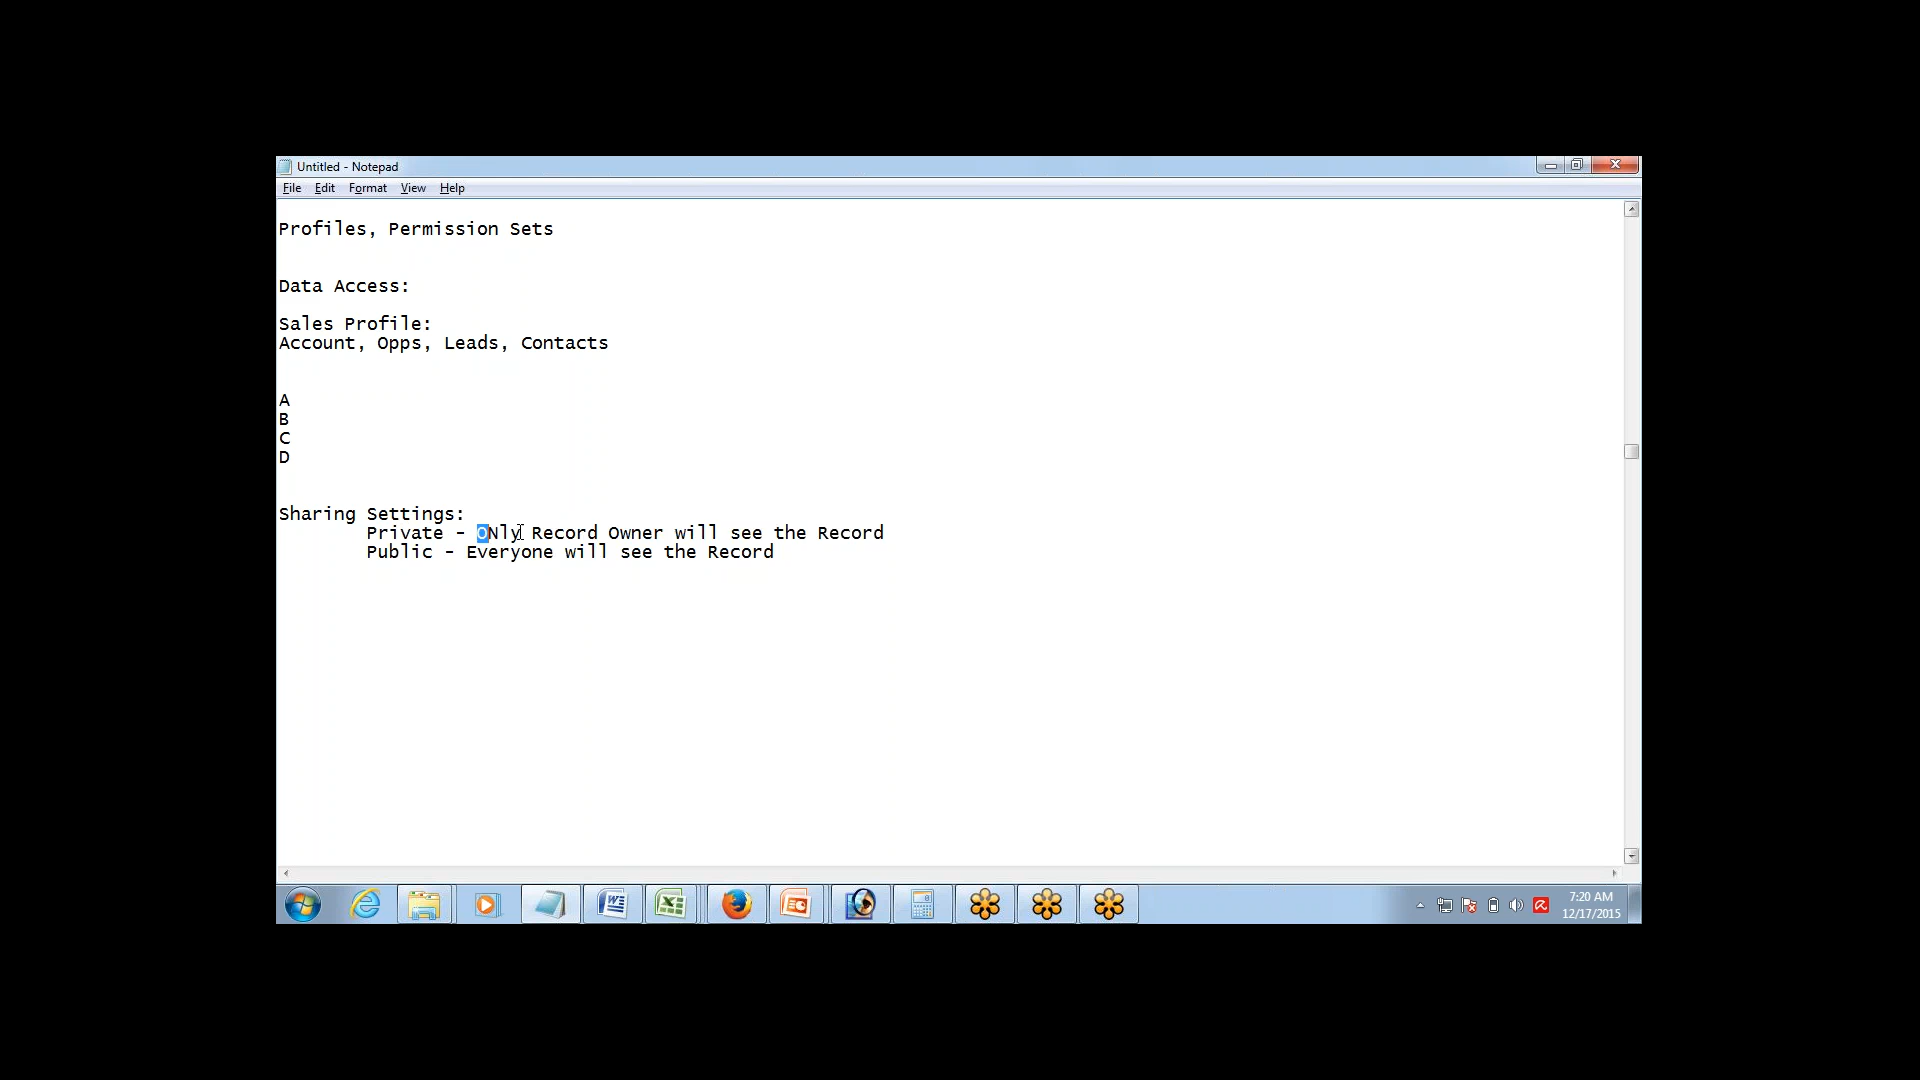 Untitled - Notepad
File Edit Format View Help
Profiles, Permission Sets
Data Access:
Sales Profile:
Account, Opps, Leads, Contacts
A
B
C
D
Sharing Settings:
Private - oNly Record Owner will see the Record
Public - Everyone will see the Record
7:20 AM
12/17/2015